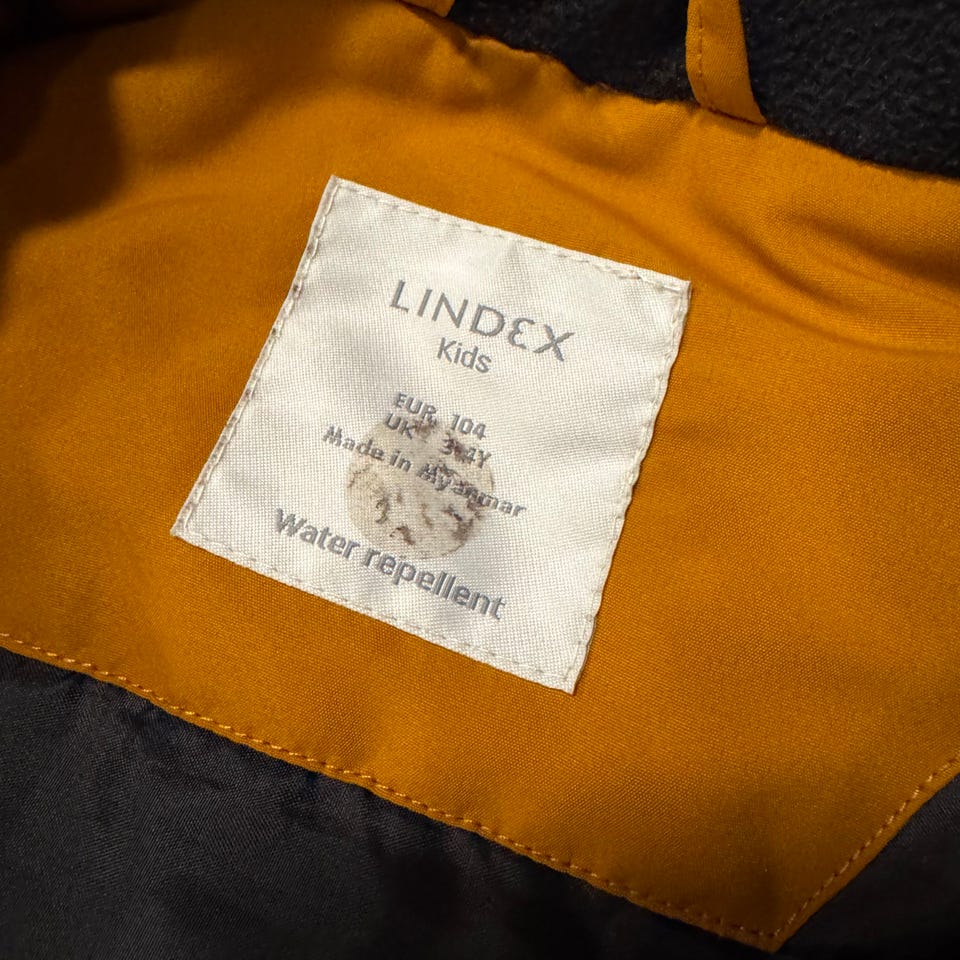 LINDEX
Kids
EUR 104
UK 3-4Y
Made in Myanmar
Water repellent